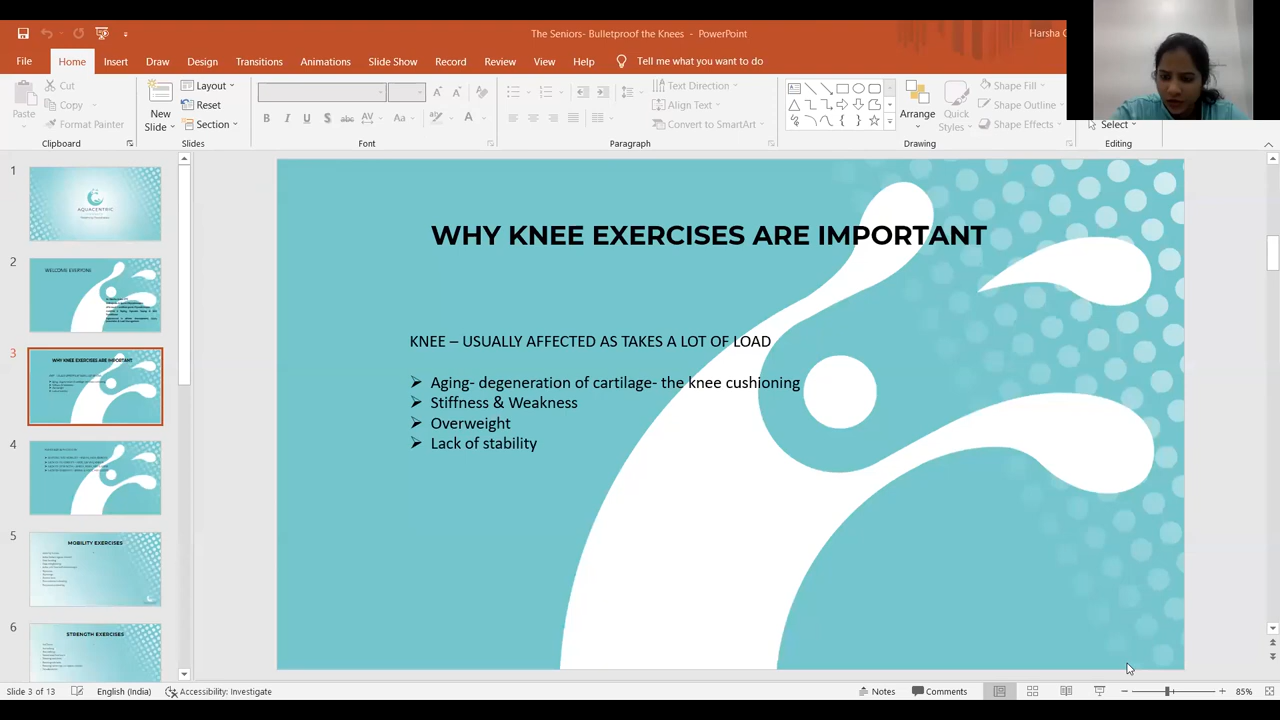 The Seniors- Bulletproof the Knees - PowerPoint
Harsha
File Home Insert Draw Design Transitions Animations Slide Show Record Review View Help Tell me what you want to do
Paste
Cut
Copy
Format Painter
Clipboard
New Slide
Layout
Reset
Section
Slides
Font
Text Direction
Align Text
Convert to SmartArt
Paragraph
Arrange
Quick Styles
Shape Fill
Shape Outline
Shape Effects
Drawing
Select
Editing
1
AQUACENTRIC
2
WELCOME EVERYONE
3
WHY KNEE EXERCISES ARE IMPORTANT
4
5
MOBILITY EXERCISES
6
STRENGTH EXERCISES
WHY KNEE EXERCISES ARE IMPORTANT
KNEE – USUALLY AFFECTED AS TAKES A LOT OF LOAD
➢ Aging- degeneration of cartilage- the knee cushioning
➢ Stiffness & Weakness
➢ Overweight
➢ Lack of stability
Slide 3 of 13 English (India) Accessibility: Investigate Notes Comments 85%